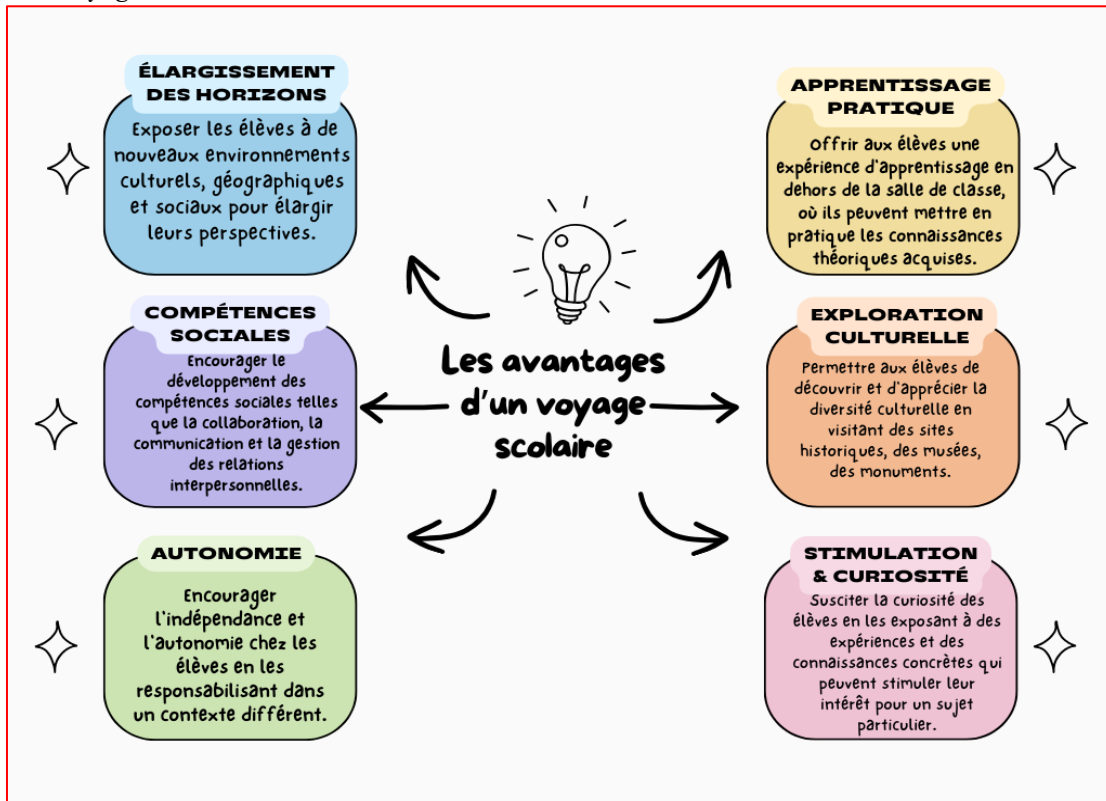 ÉLARGISSEMENT
DES HORIZONS
Exposer les élèves à de
nouveaux environnements
culturels, géographiques
et sociaux pour élargir
leurs perspectives.
COMPÉTENCES
SOCIALES
Encourager le
développement des
compétences sociales telles
que la collaboration, la
communication et la gestion
des relations
interpersonnelles.
AUTONOMIE
Encourager
l'indépendance et
l'autonomie chez les
élèves en les
responsabilisant dans
un contexte différent.
Les avantages
d'un voyage
scolaire
APPRENTISSAGE
PRATIQUE
Offrir aux élèves une
expérience d'apprentissage en
dehors de la salle de classe,
où ils peuvent mettre en
pratique les connaissances
théoriques acquises.
EXPLORATION
CULTURELLE
Permettre aux élèves de
découvrir et d'apprécier la
diversité culturelle en
visitant des sites
historiques, des musées,
des monuments.
STIMULATION
& CURIOSITÉ
Susciter la curiosité des
élèves en les exposant à des
expériences et des
connaissances concrètes qui
peuvent stimuler leur
intérêt pour un sujet
particulier.